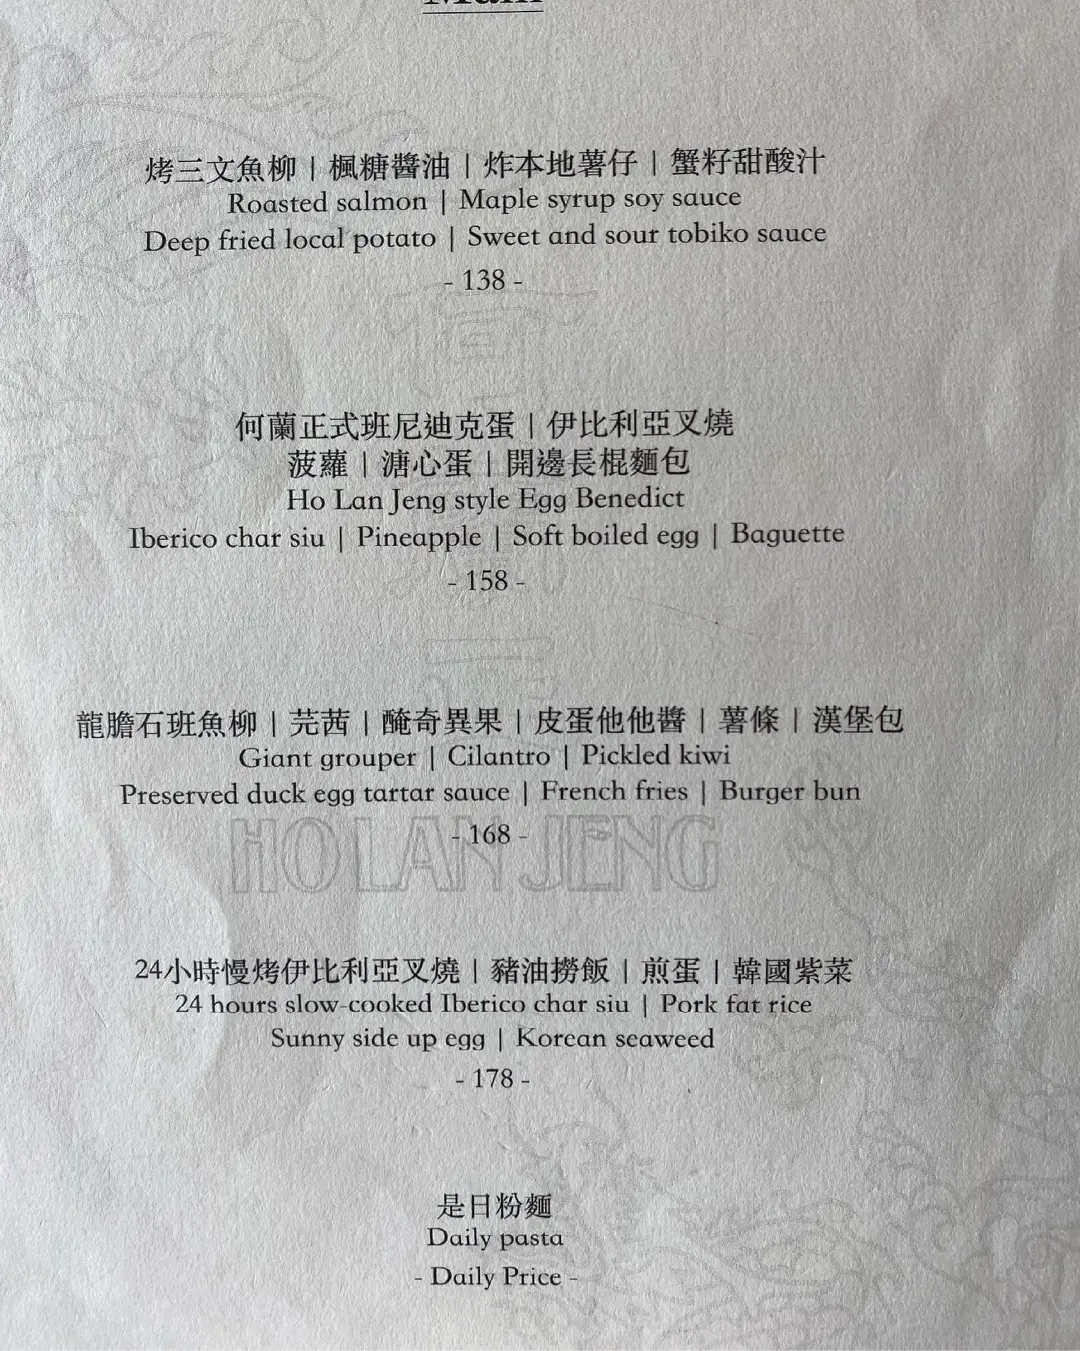 Main
烤三文魚柳 | 楓糖醬油 | 炸本地薯仔 | 蟹籽甜酸汁
Roasted salmon | Maple syrup soy sauce
Deep fried local potato | Sweet and sour tobiko sauce
- 138 -
何蘭正式班尼迪克蛋 | 伊比利亞叉燒
菠蘿 | 溏心蛋 | 開邊長棍麵包
Ho Lan Jeng style Egg Benedict
Iberico char siu | Pineapple | Soft boiled egg | Baguette
- 158 -
龍膽石班魚柳 | 芫茜 | 醃奇異果 | 皮蛋他他醬 | 薯條 | 漢堡包
Giant grouper | Cilantro | Pickled kiwi
Preserved duck egg tartar sauce | French fries | Burger bun
- 168 -
HO LAN JENG
24小時慢烤伊比利亞叉燒 | 豬油撈飯 | 煎蛋 | 韓國紫菜
24 hours slow-cooked Iberico char siu | Pork fat rice
Sunny side up egg | Korean seaweed
- 178 -
是日粉麵
Daily pasta
- Daily Price -